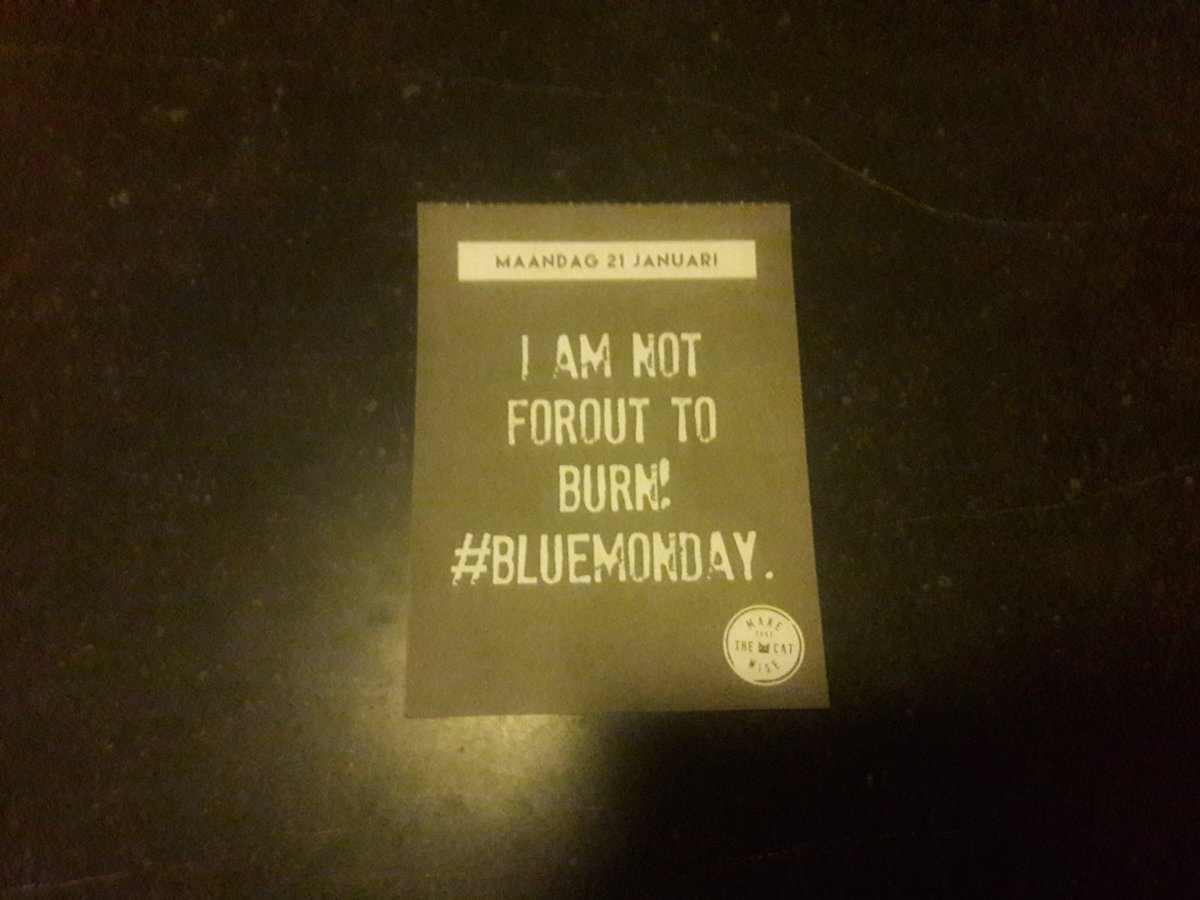 MAANDAG 21 JANUARI
I AM NOT
FOROUT TO
BURN!
#BLUEMONDAY.
MAKE
THAT
THE CAT
WISE